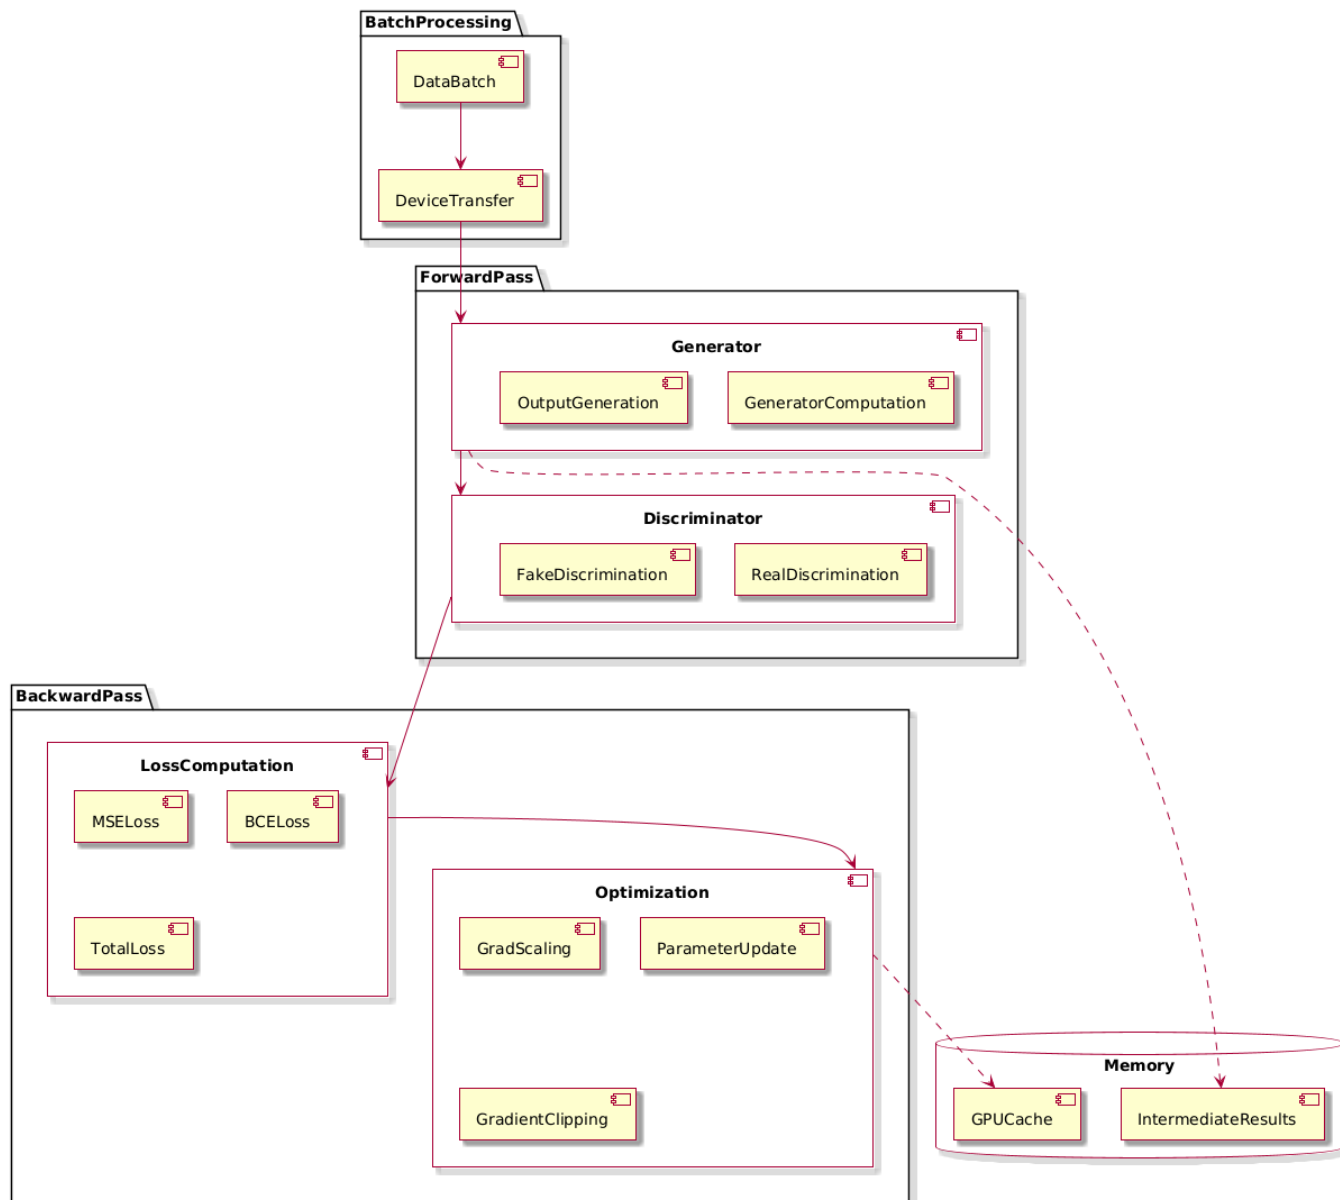 BatchProcessing
DataBatch
DeviceTransfer
ForwardPass
Generator
OutputGeneration
GeneratorComputation
Discriminator
FakeDiscrimination
RealDiscrimination
BackwardPass
LossComputation
MSELoss
BCELoss
TotalLoss
Optimization
GradScaling
ParameterUpdate
GradientClipping
Memory
GPUCache
IntermediateResults